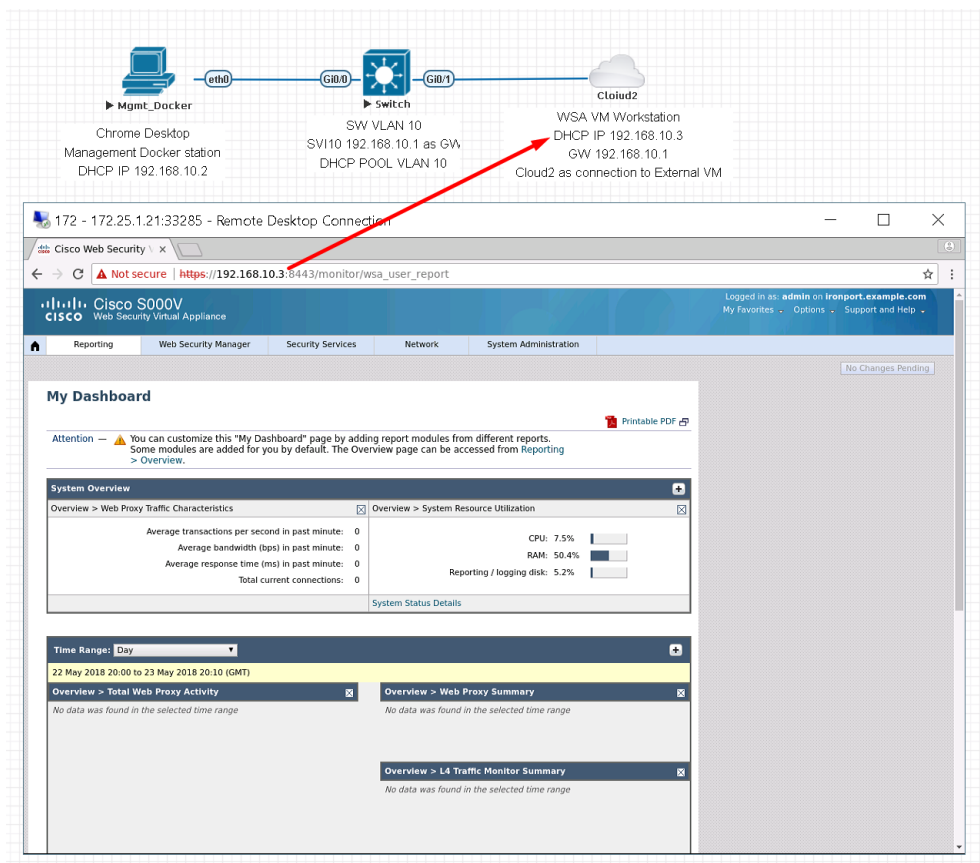 eth0
Gi0/0
Gi0/1
Mgmt_Docker
Switch
Cloiud2
Chrome Desktop
Management Docker station
DHCP IP 192.168.10.2
SW VLAN 10
SVI10 192.168.10.1 as GW
DHCP POOL VLAN 10
WSA VM Workstation
DHCP IP 192.168.10.3
GW 192.168.10.1
Cloud2 as connection to External VM
172 - 172.25.1.21:33285 - Remote Desktop Connection
Cisco Web Security V
Not secure | https://192.168.10.3:8443/monitor/wsa_user_report
CISCO
Cisco S000V
Web Security Virtual Appliance
Logged in as: admin on ironport.example.com
My Favorites Options Support and Help
Reporting Web Security Manager Security Services Network System Administration
No Changes Pending
My Dashboard
Printable PDF
Attention — You can customize this "My Dashboard" page by adding report modules from different reports.
Some modules are added for you by default. The Overview page can be accessed from Reporting
> Overview.
System Overview
Overview > Web Proxy Traffic Characteristics
Average transactions per second in past minute: 0
Average bandwidth (bps) in past minute: 0
Average response time (ms) in past minute: 0
Total current connections: 0
Overview > System Resource Utilization
CPU: 7.5%
RAM: 50.4%
Reporting / logging disk: 5.2%
System Status Details
Time Range: Day
22 May 2018 20:00 to 23 May 2018 20:10 (GMT)
Overview > Total Web Proxy Activity
No data was found in the selected time range
Overview > Web Proxy Summary
No data was found in the selected time range
Overview > L4 Traffic Monitor Summary
No data was found in the selected time range